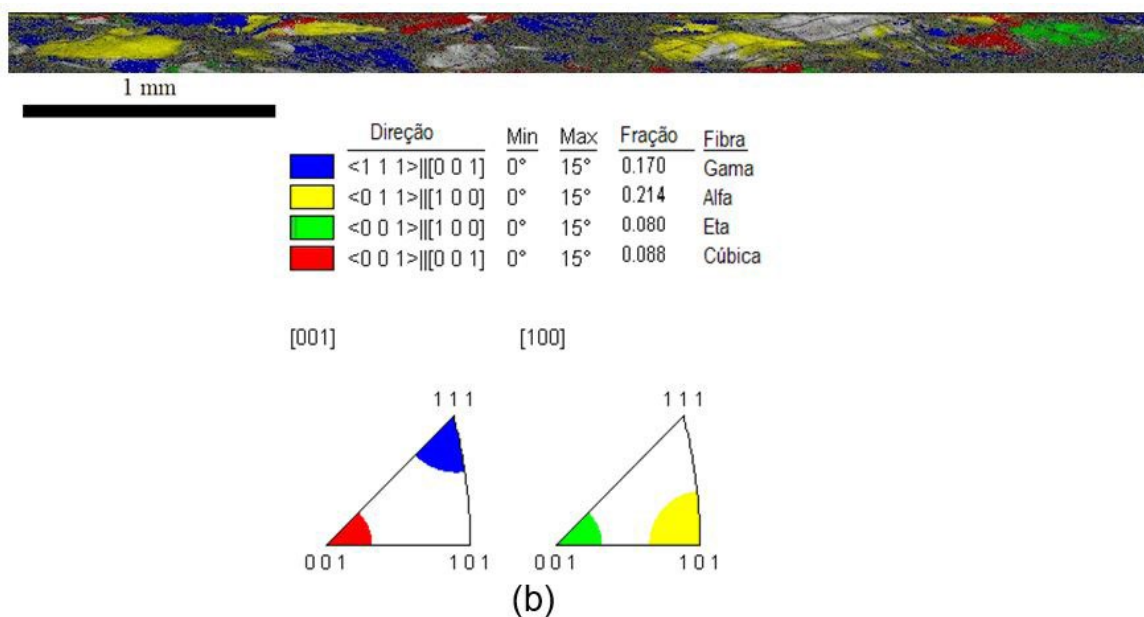 1 mm
Direção Min Max Fração Fibra
<1 1 1>||[0 0 1] 0° 15° 0.170 Gama
<0 1 1>||[1 0 0] 0° 15° 0.214 Alfa
<0 0 1>||[1 0 0] 0° 15° 0.080 Eta
<0 0 1>||[0 0 1] 0° 15° 0.088 Cúbica
[001] [100]
1 1 1 1 1 1
0 0 1 1 0 1 0 0 1 1 0 1
(b)